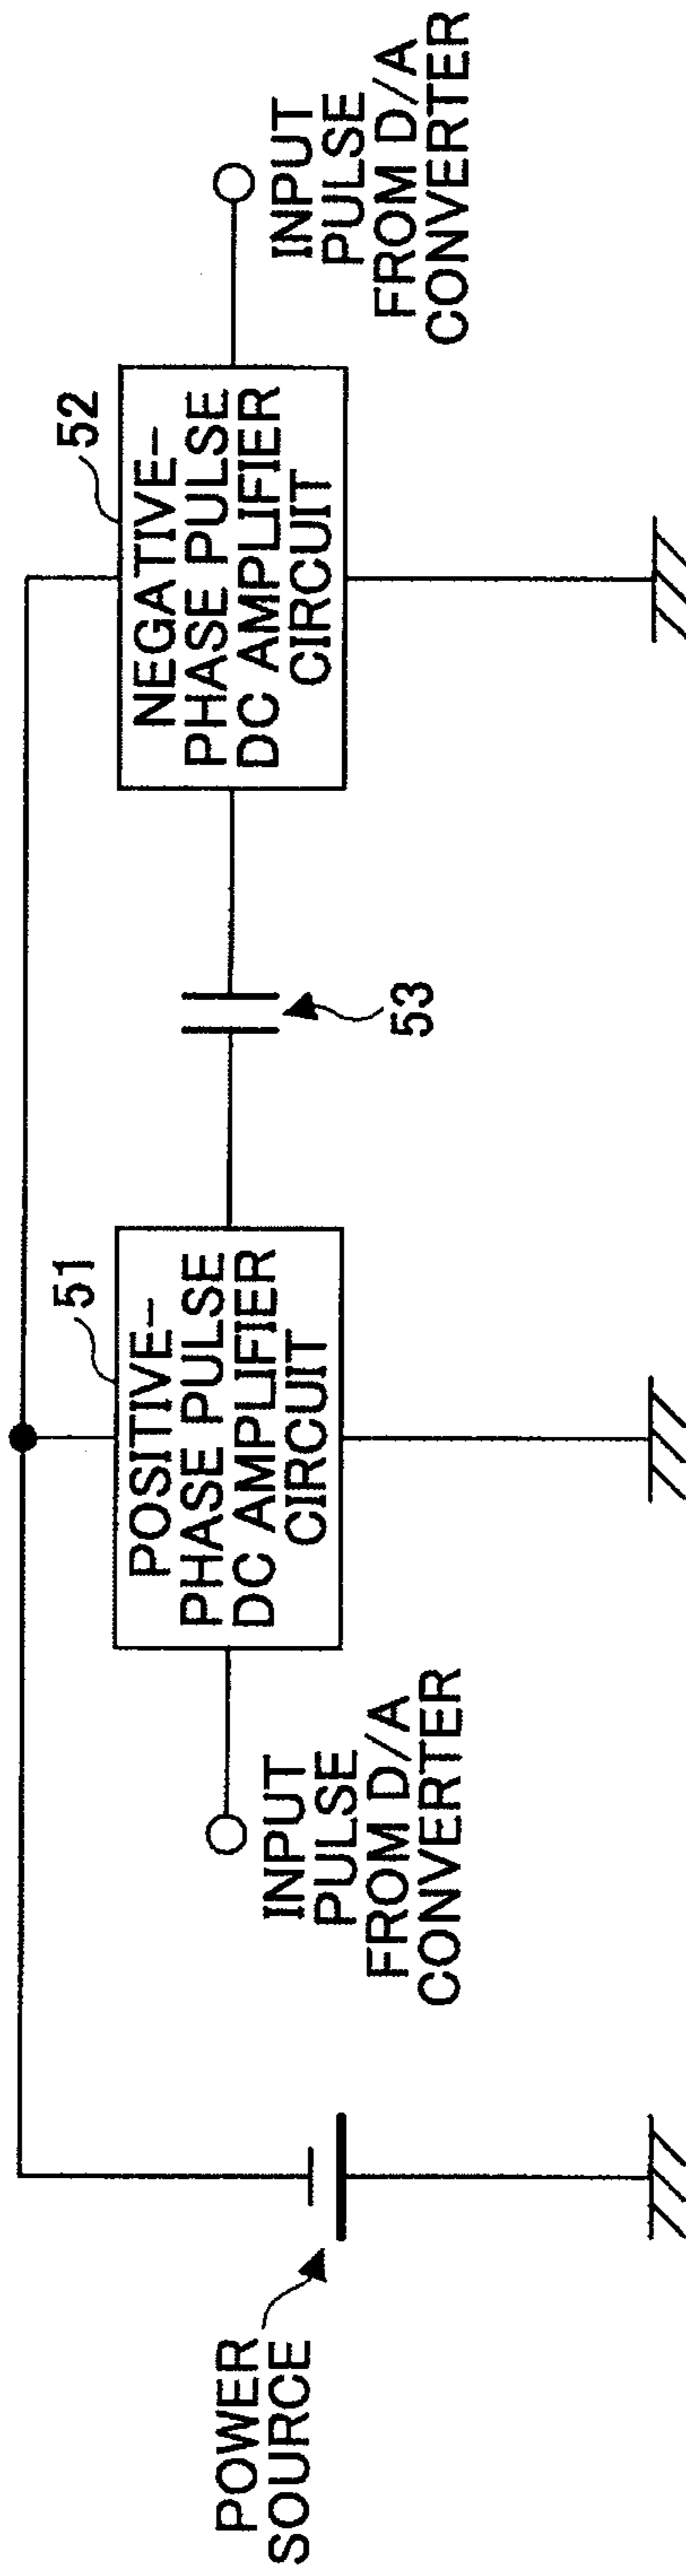 POWER
SOURCE
INPUT
PULSE
FROM D/A
CONVERTER
51
POSITIVE-
PHASE PULSE
DC AMPLIFIER
CIRCUIT
53
52
NEGATIVE-
PHASE PULSE
DC AMPLIFIER
CIRCUIT
INPUT
PULSE
FROM D/A
CONVERTER